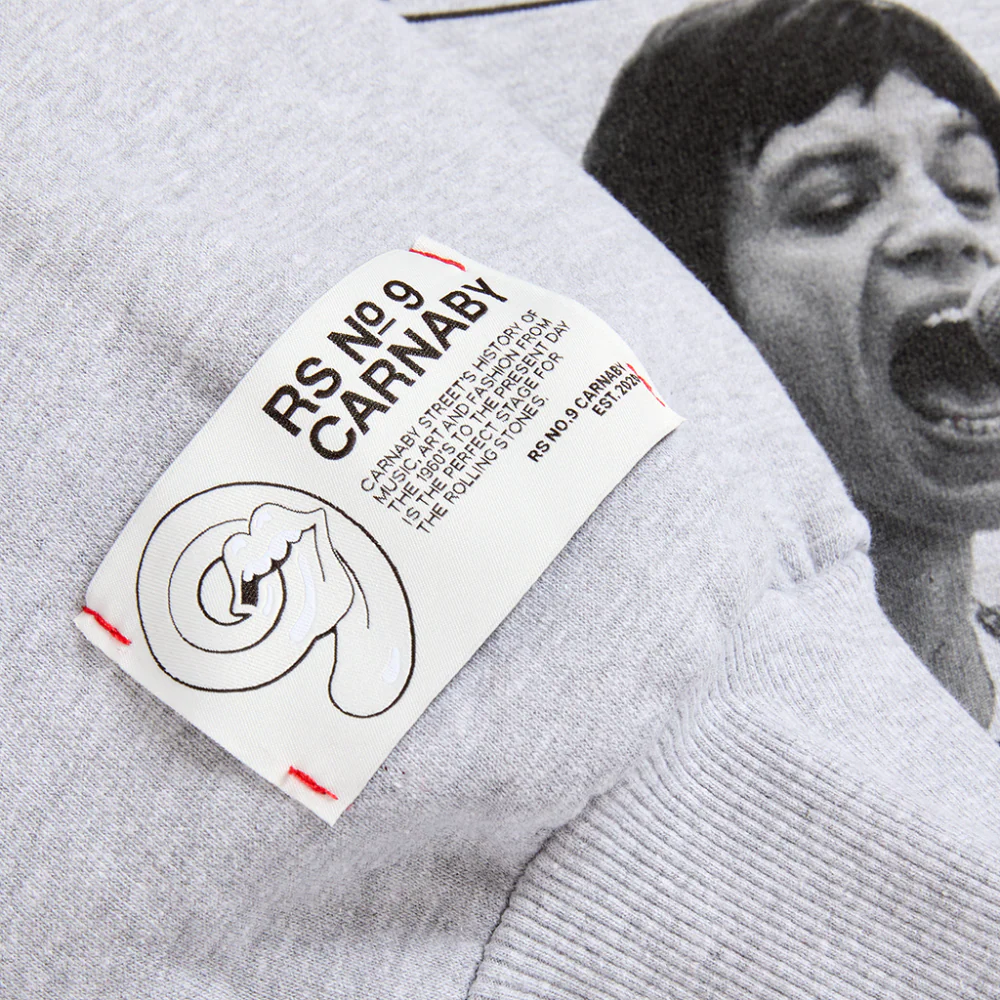 RS Nº 9
CARNABY
CARNABY STREET'S HISTORY OF
MUSIC, ART AND FASHION FROM
THE 1960'S TO THE PRESENT DAY
IS THE PERFECT STAGE FOR
THE ROLLING STONES.
RS NO.9 CARNABY
EST. 2020